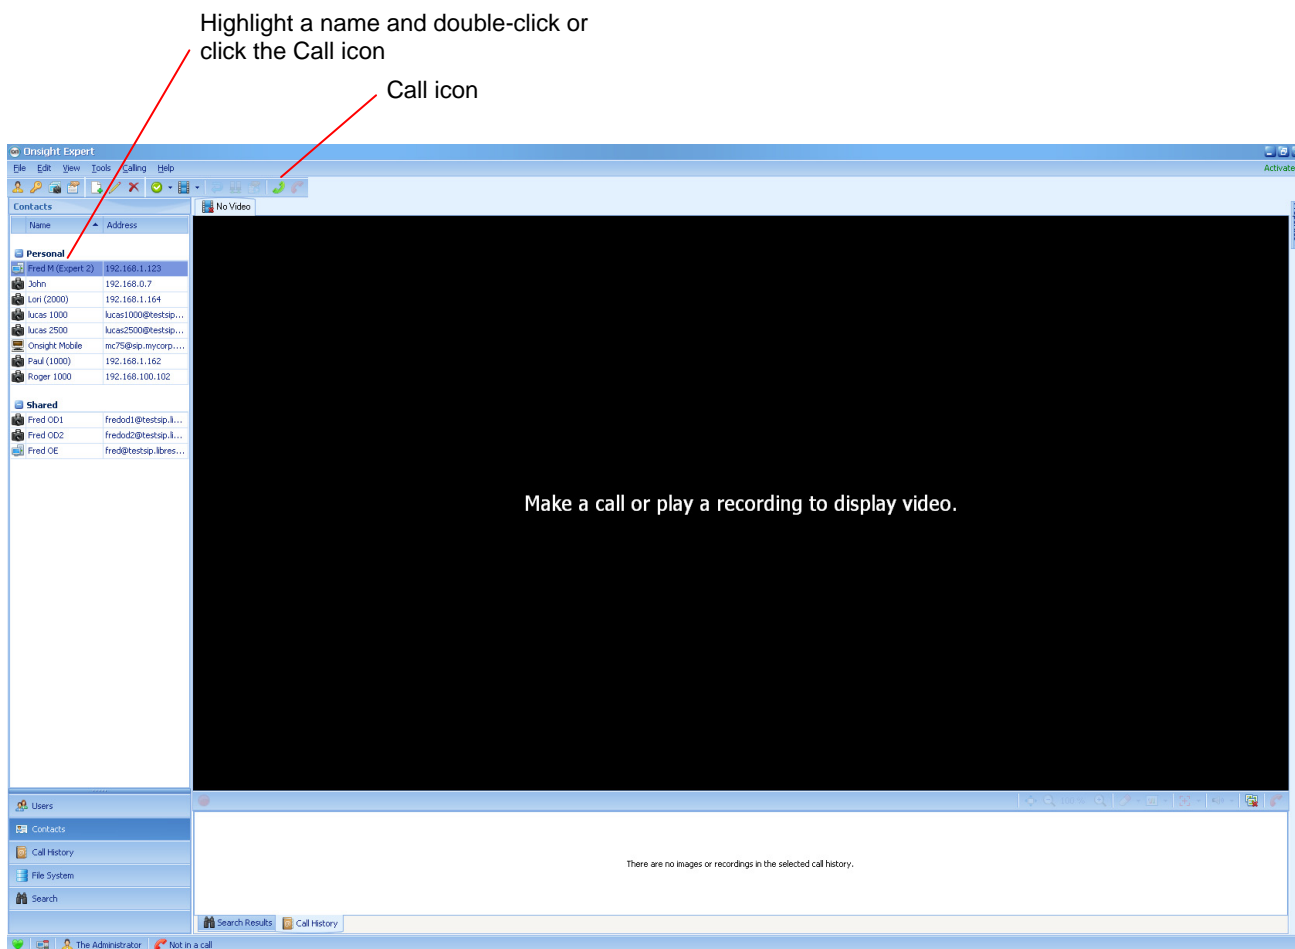 Highlight a name and double-click or
click the Call icon
Call icon
Onsight Expert
File Edit View Tools Calling Help
Activate
Contacts
No Video
Name Address
Personal
Fred M (Expert 2) 192.168.1.123
John 192.168.0.7
Lori (2000) 192.168.1.164
lucas 1000 lucas1000@testsip...
lucas 2500 lucas2500@testsip...
Onsight Mobile mc75@sip.mycorp....
Paul (1000) 192.168.1.162
Roger 1000 192.168.100.102
Shared
Fred OD1 fredod1@testsip.li...
Fred OD2 fredod2@testsip.li...
Fred OE fred@testsip.libres...
Make a call or play a recording to display video.
Users
100 %
Contacts
Call History
There are no images or recordings in the selected call history.
File System
Search
Search Results Call History
The Administrator Not in a call